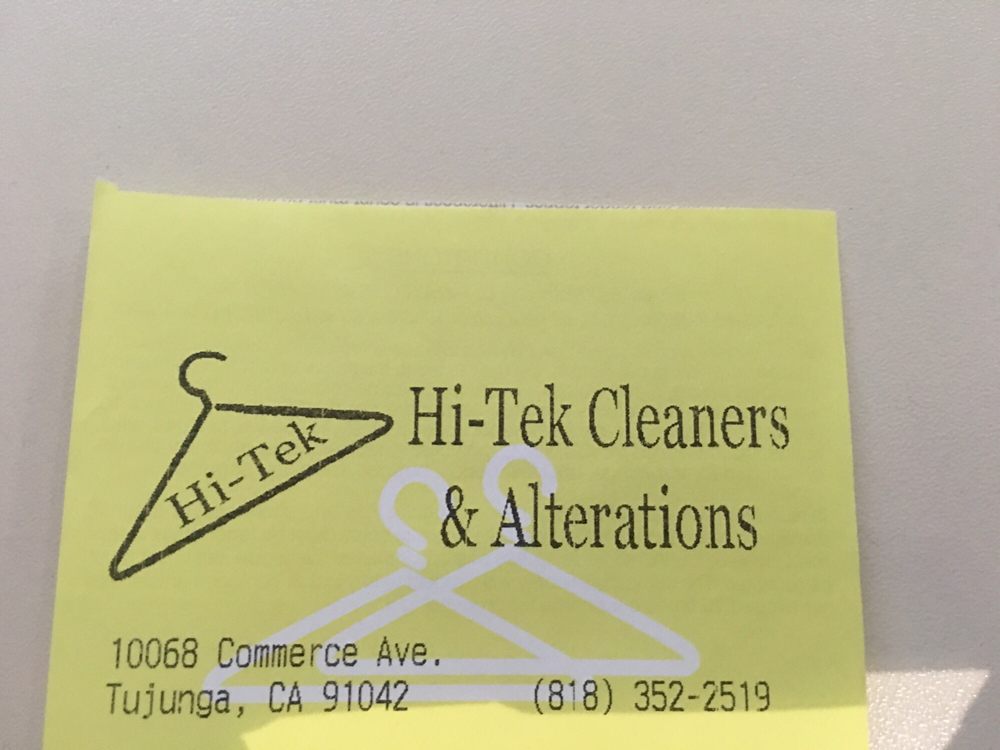 Hi-Tek
Hi-Tek Cleaners
& Alterations
10068 Commerce Ave.
Tujunga, CA 91042 (818) 352-2519